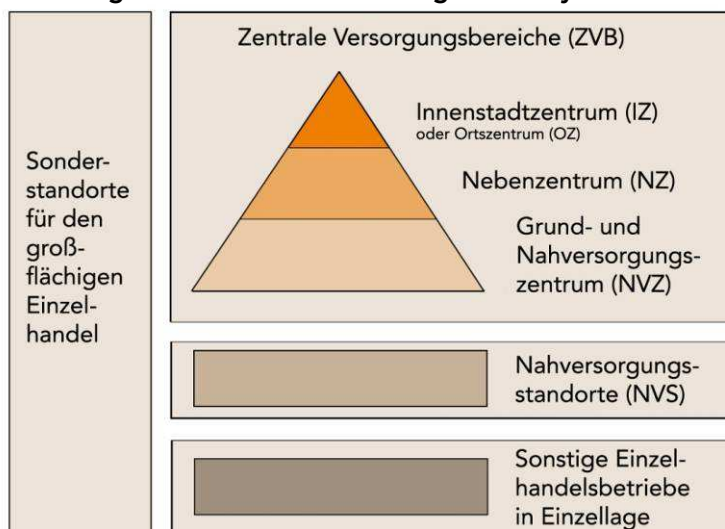 Zentrale Versorgungsbereiche (ZVB)
Innenstadtzentrum (IZ)
oder Ortszentrum (OZ)
Nebenzentrum (NZ)
Grund- und
Nahversorgungs-
zentrum (NVZ)
Sonder-
standorte
für den
groß-
flächigen
Einzel-
handel
Nahversorgungs-
standorte (NVS)
Sonstige Einzel-
handelsbetriebe
in Einzellage